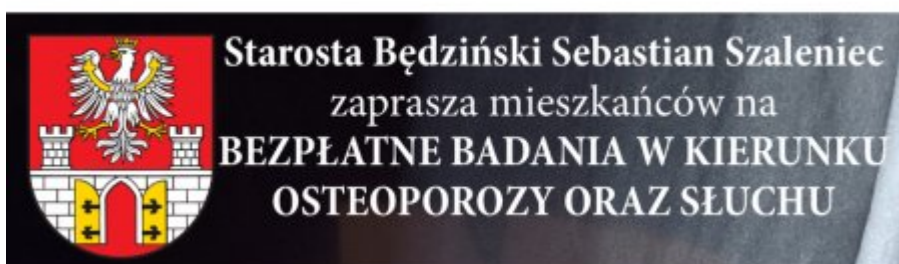 Starosta Będziński Sebastian Szaleniec
zaprasza mieszkańców na
BEZPŁATNE BADANIA W KIERUNKU
OSTEOPOROZY ORAZ SŁUCHU